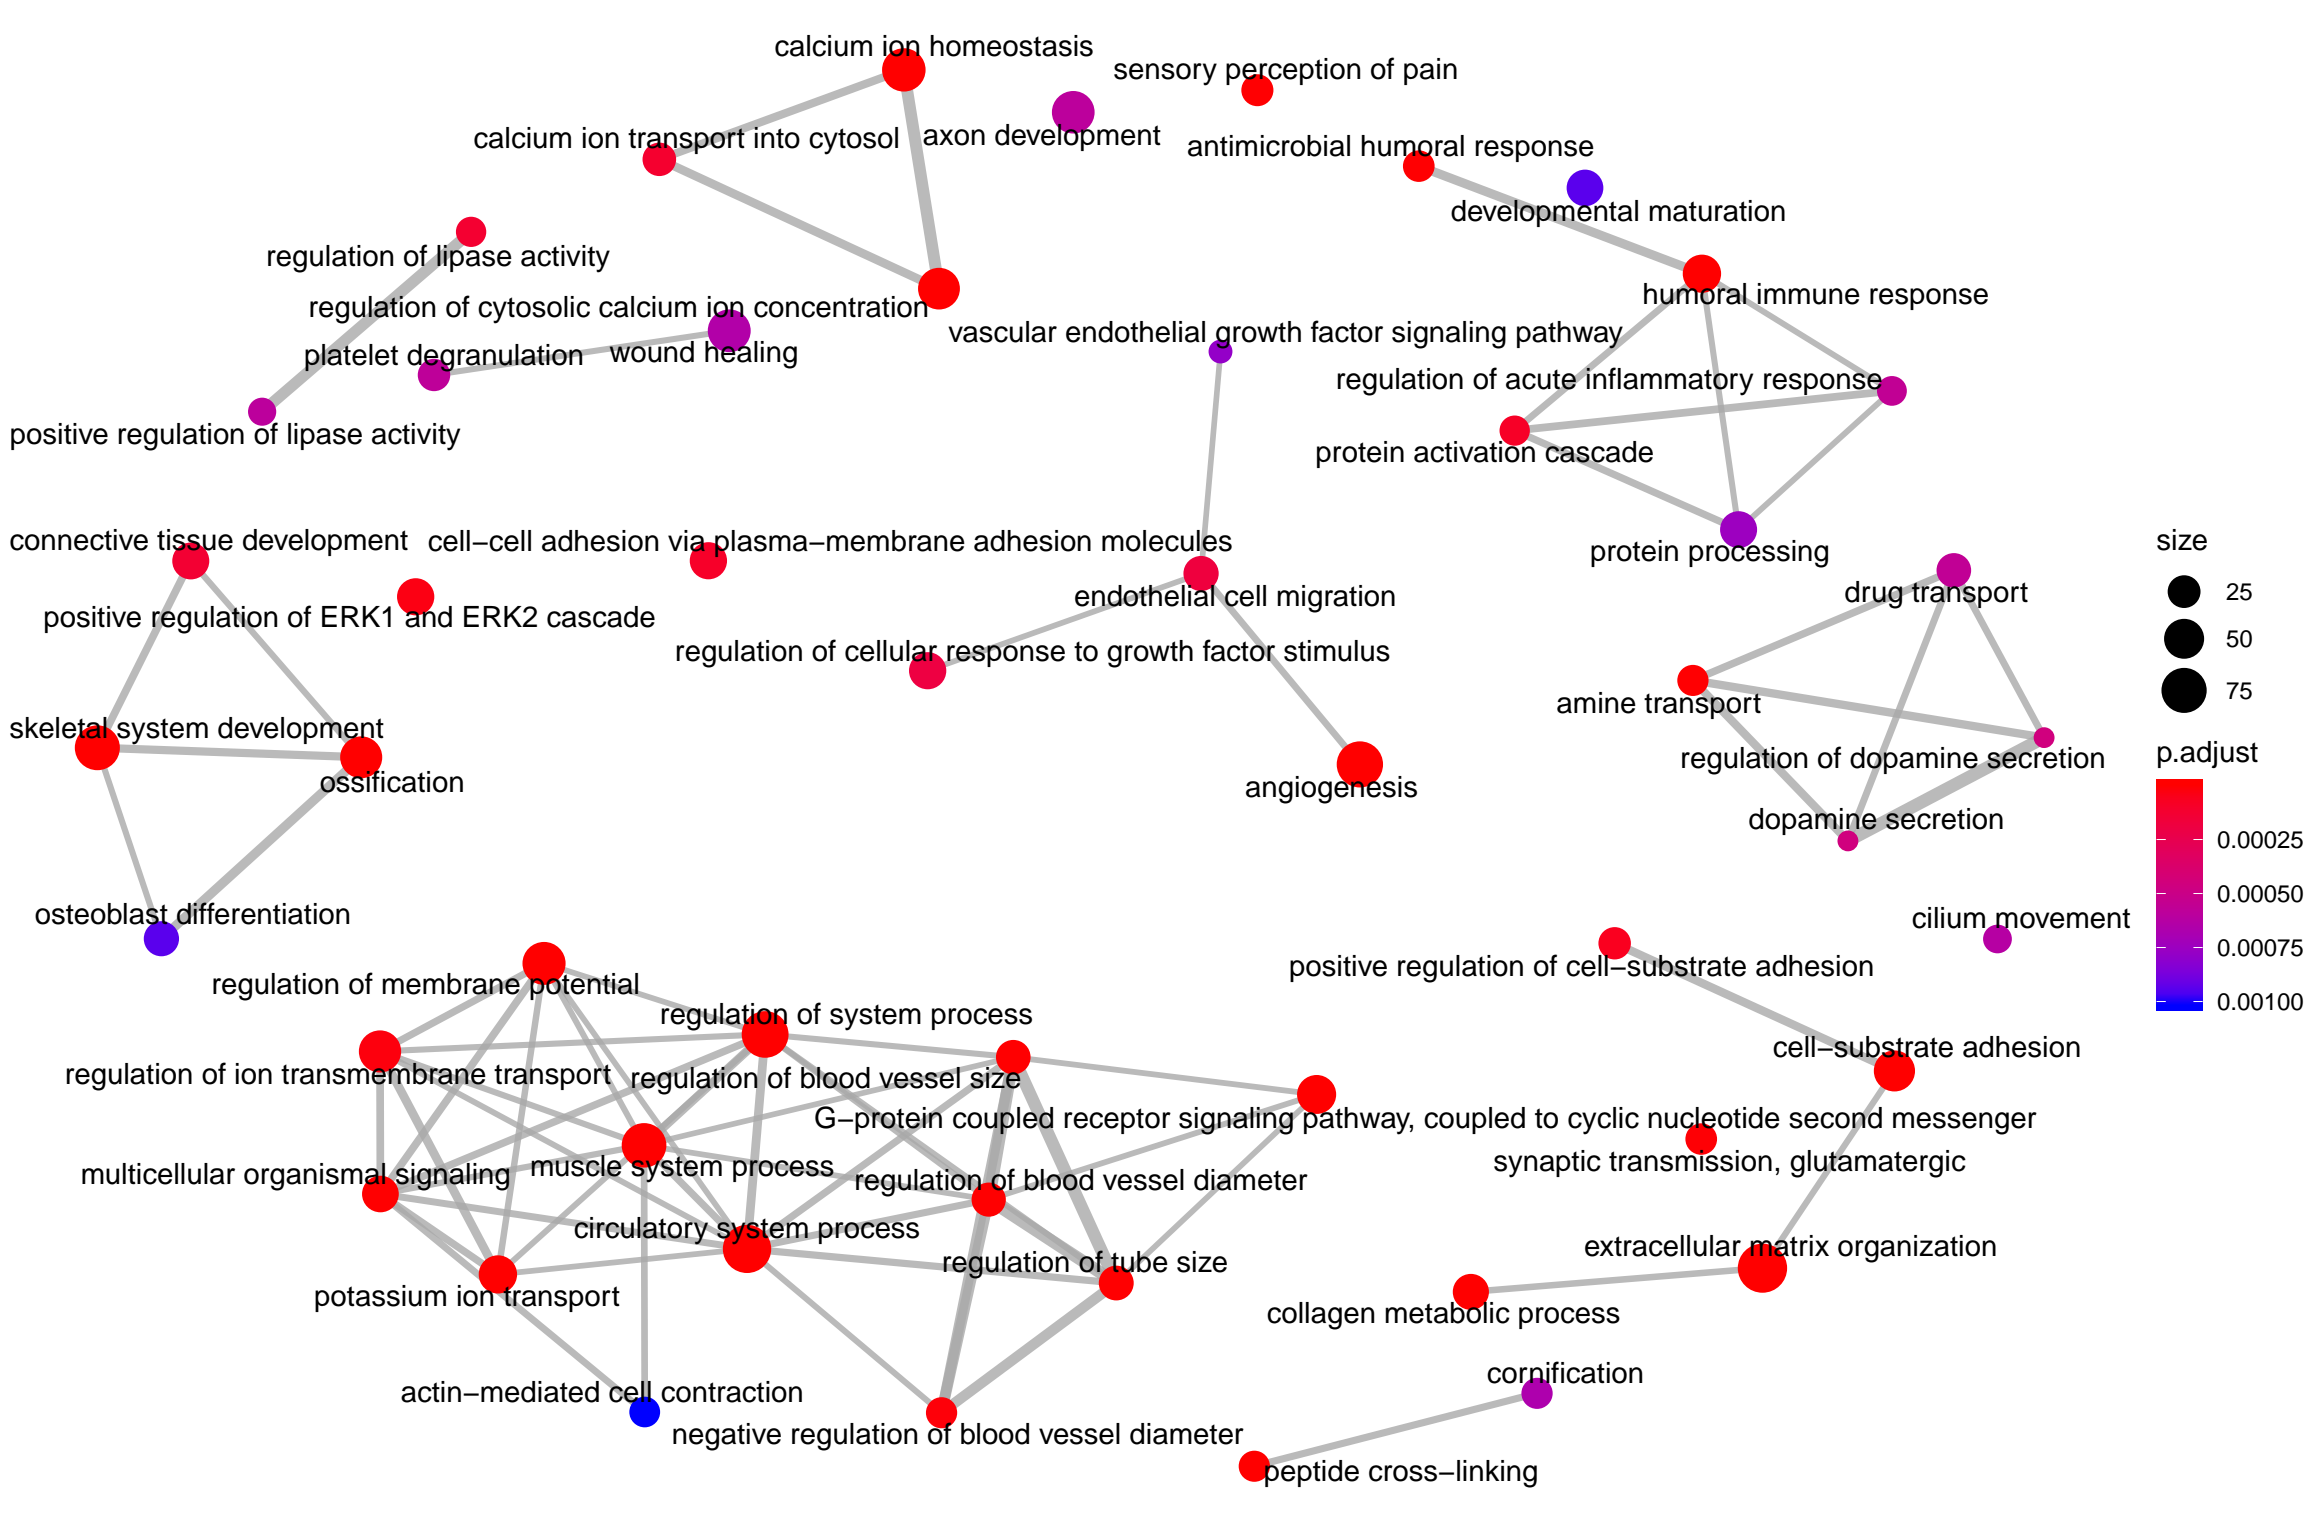 calcium ion homeostasis
sensory perception of pain
calcium ion transport into cytosol
axon development
antimicrobial humoral response
developmental maturation
regulation of lipase activity
humoral immune response
regulation of cytosolic calcium ion concentration
vascular endothelial growth factor signaling pathway
platelet degranulation
wound healing
regulation of acute inflammatory response
positive regulation of lipase activity
protein activation cascade
connective tissue development
cell−cell adhesion via plasma−membrane adhesion molecules
protein processing
positive regulation of ERK1 and ERK2 cascade
endothelial cell migration
drug transport
regulation of cellular response to growth factor stimulus
amine transport
skeletal system development
regulation of dopamine secretion
ossification
angiogenesis
dopamine secretion
osteoblast differentiation
cilium movement
regulation of membrane potential
positive regulation of cell−substrate adhesion
regulation of system process
cell−substrate adhesion
regulation of ion transmembrane transport
regulation of blood vessel size
G−protein coupled receptor signaling pathway, coupled to cyclic nucleotide second messenger
multicellular organismal signaling
muscle system process
synaptic transmission, glutamatergic
regulation of blood vessel diameter
circulatory system process
regulation of tube size
extracellular matrix organization
potassium ion transport
collagen metabolic process
actin−mediated cell contraction
cornification
negative regulation of blood vessel diameter
peptide cross−linking
size
25
50
75
p.adjust
0.00025
0.00050
0.00075
0.00100